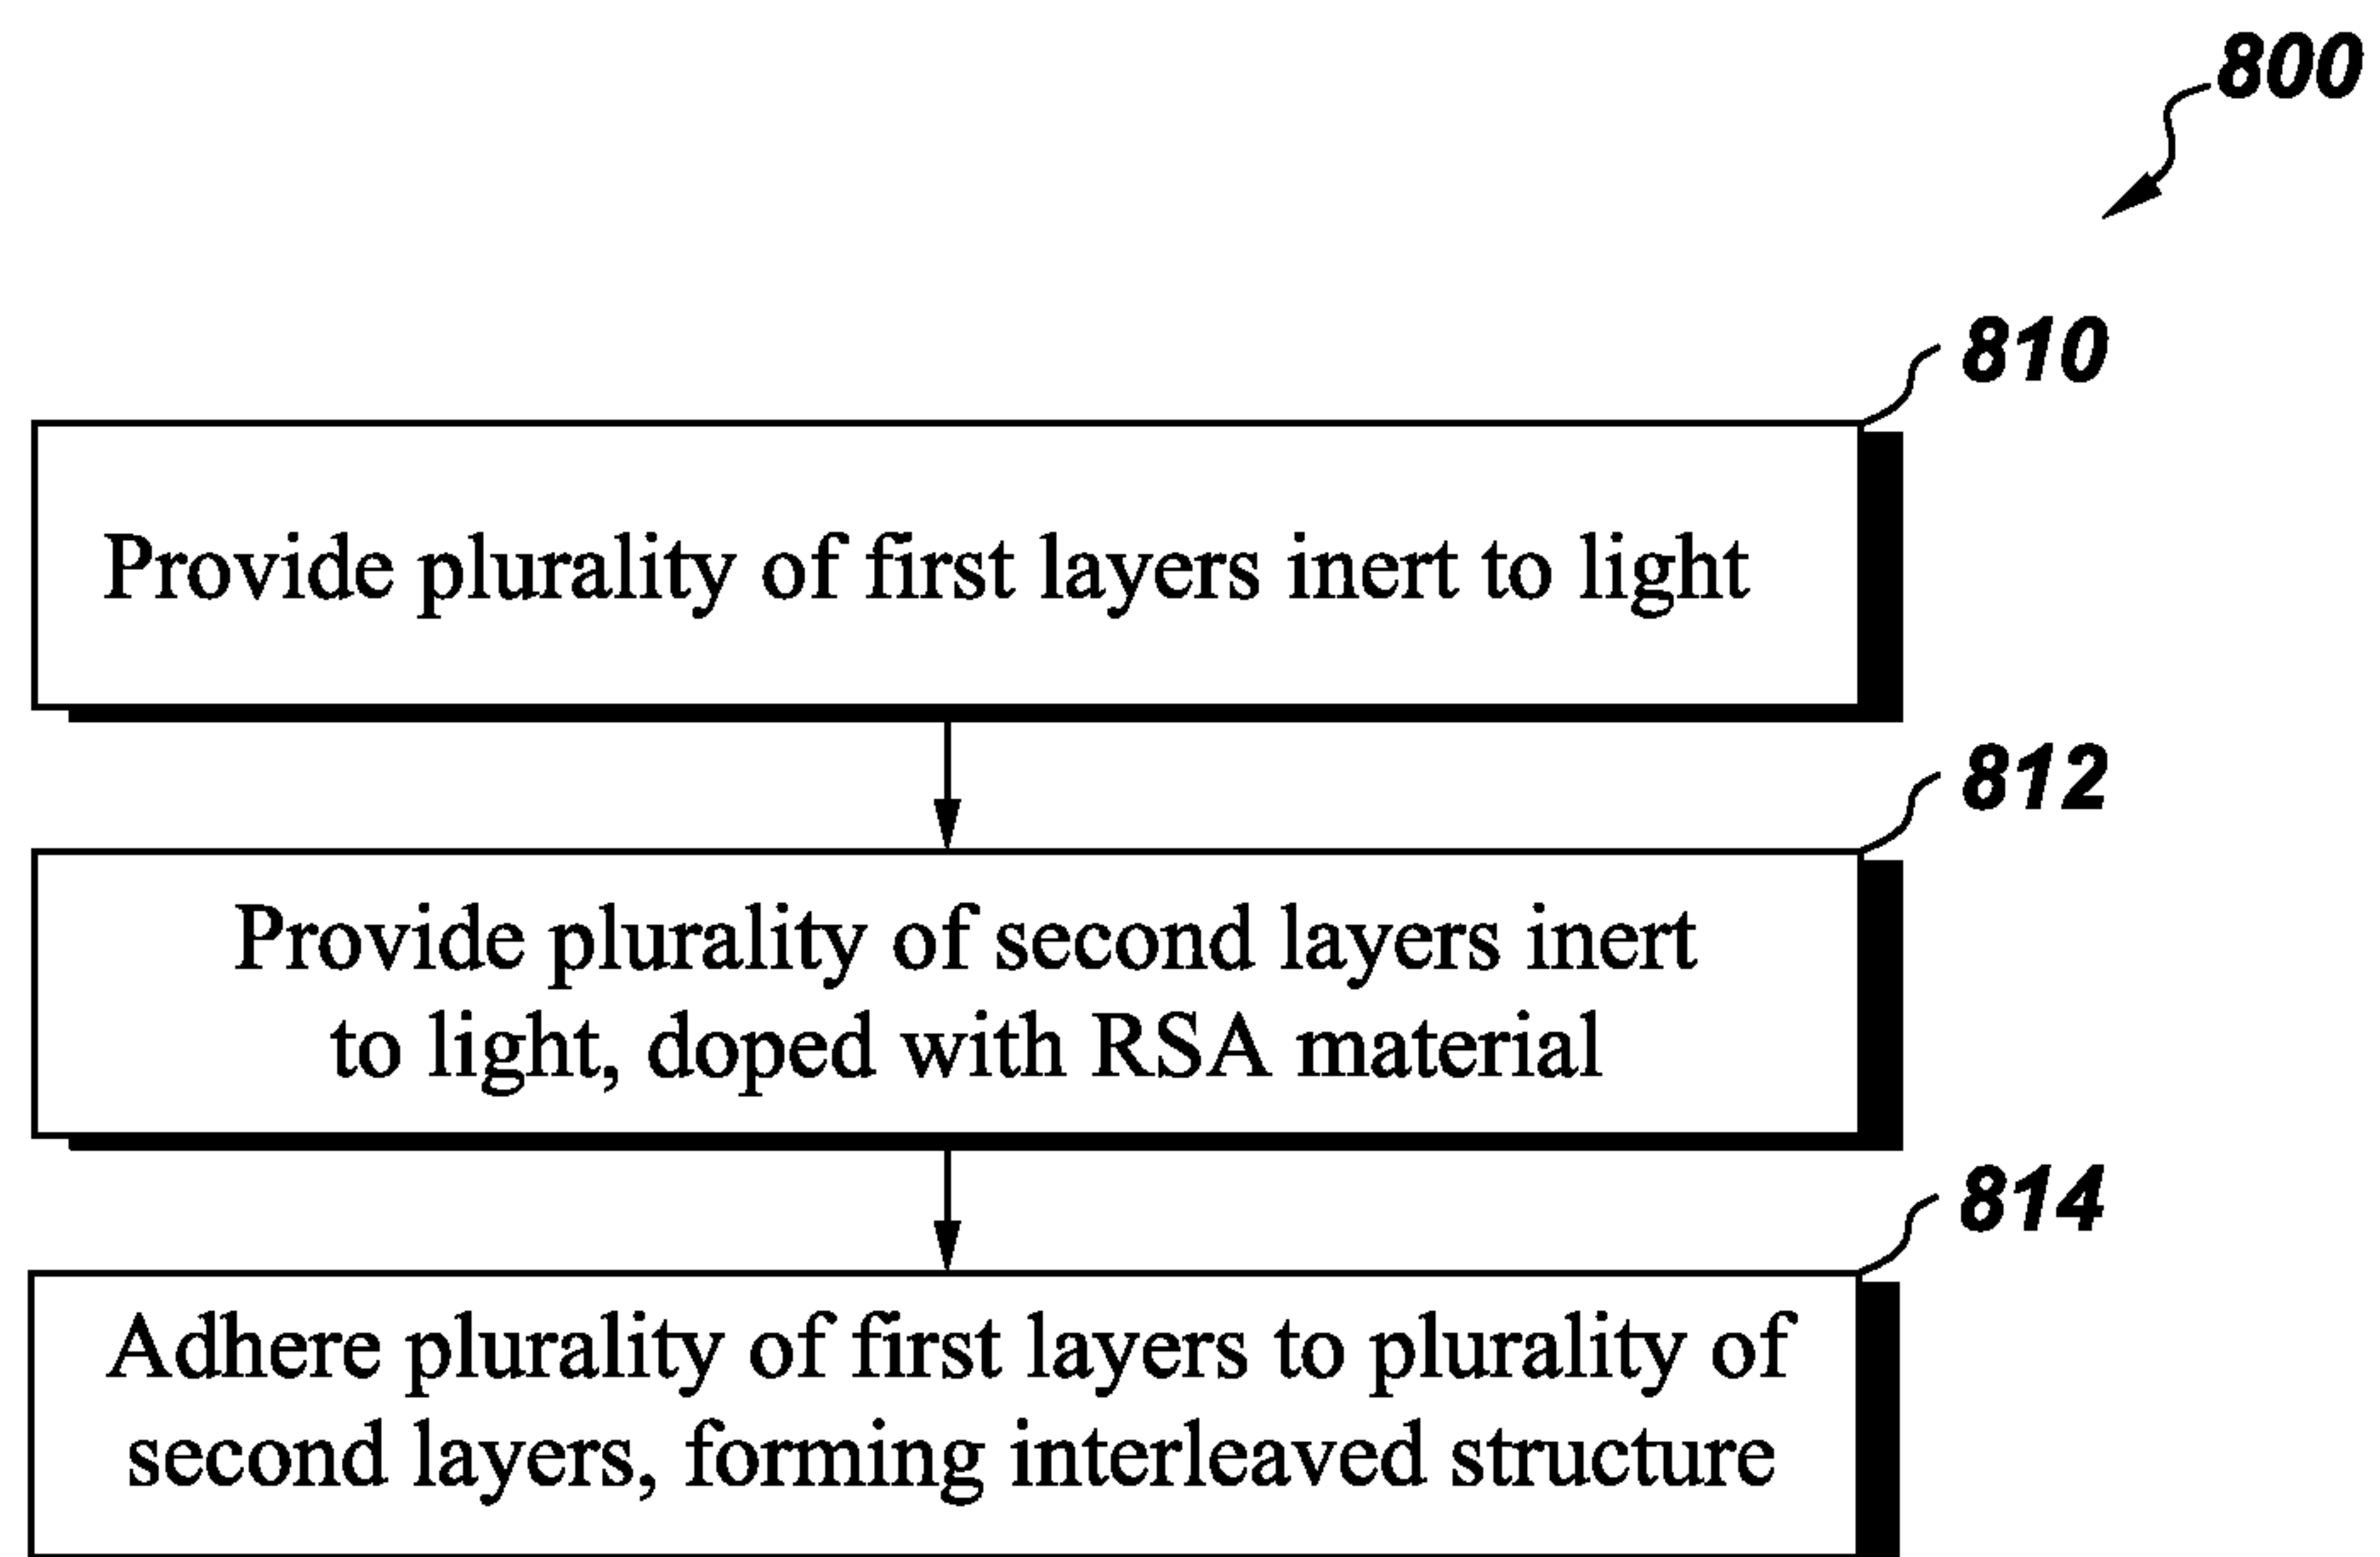 800
810
Provide plurality of first layers inert to light
812
Provide plurality of second layers inert
to light, doped with RSA material
814
Adhere plurality of first layers to plurality of
second layers, forming interleaved structure